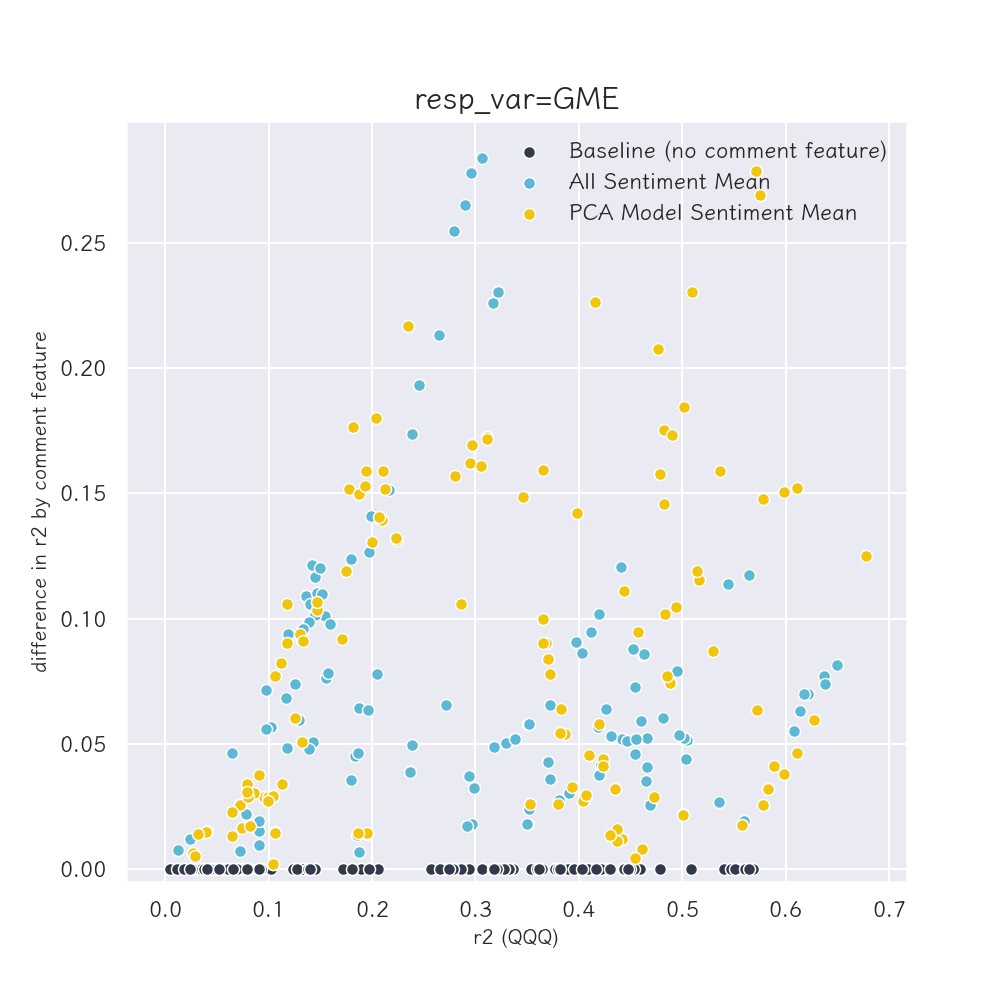 resp_var=GME
Baseline (no comment feature)
All Sentiment Mean
PCA Model Sentiment Mean
difference in r2 by comment feature
0.25
0.20
0.15
0.10
0.05
0.00
0.0 0.1 0.2 0.3 0.4 0.5 0.6 0.7
r2 (QQQ)